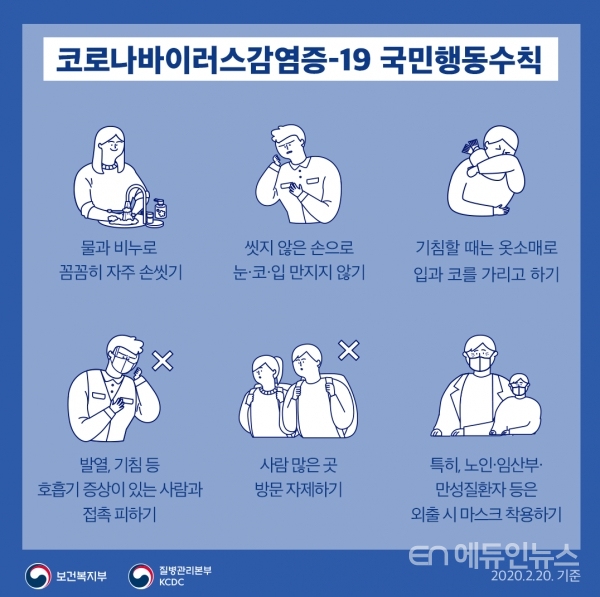 코로나바이러스감염증-19 국민행동수칙
물과 비누로
꼼꼼히 자주 손씻기
씻지 않은 손으로
눈·코·입 만지지 않기
기침할 때는 옷소매로
입과 코를 가리고 하기
발열, 기침 등
호흡기 증상이 있는 사람과
접촉 피하기
사람 많은 곳
방문 자제하기
특히, 노인·임산부·
만성질환자 등은
외출 시 마스크 착용하기
보건복지부
질병관리본부
KCDC
en 에듀인뉴스
2020.2.20. 기준